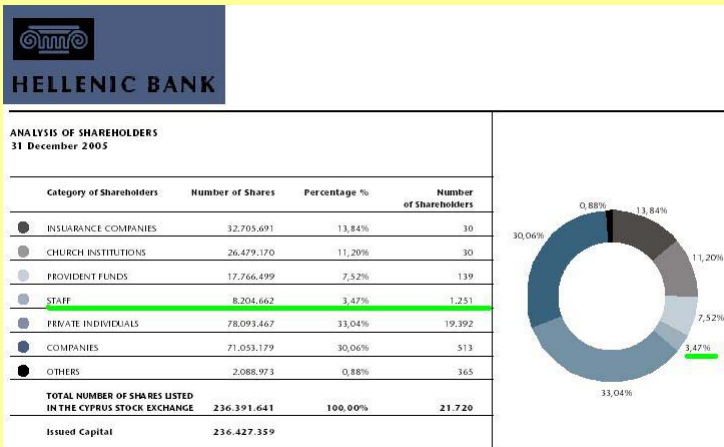 HELLENIC BANK
ANALYSIS OF SHAREHOLDERS
31 December 2005
Category of Shareholders Number of Shares Percentage % Number of Shareholders
INSUARANCE COMPANIES 32.705.691 13,84% 30
CHURCH INSTITUTIONS 26.479.170 11,20% 30
PROVIDENT FUNDS 17.766.499 7,52% 139
STAFF 8.204.662 3,47% 1.251
PRIVATE INDIVIDUALS 78.093.467 33,04% 19.392
COMPANIES 71.053.179 30,06% 513
OTHERS 2.088.973 0,88% 365
TOTAL NUMBER OF SHARES LISTED
IN THE CYPRUS STOCK EXCHANGE 236.391.641 100,00% 21.720
Issued Capital 236.427.359
0,88%
13,84%
30,06%
11,20%
7,52%
3,47%
33,04%